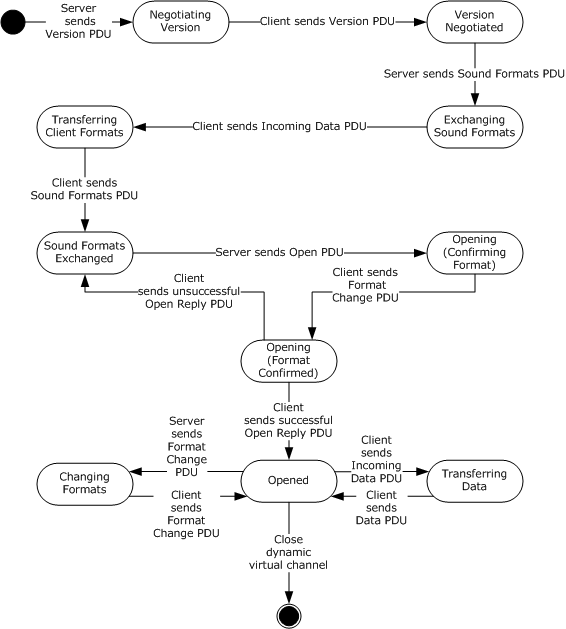 Server
sends
Version PDU
Negotiating
Version
Client sends Version PDU
Version
Negotiated
Server sends Sound Formats PDU
Exchanging
Sound Formats
Client sends Incoming Data PDU
Transferring
Client Formats
Client sends
Sound Formats PDU
Sound Formats
Exchanged
Server sends Open PDU
Opening
(Confirming
Format)
Client sends
Format
Change PDU
Client
sends unsuccessful
Open Reply PDU
Opening
(Format
Confirmed)
Client
sends successful
Open Reply PDU
Server
sends
Format
Change
PDU
Changing
Formats
Client
sends
Format
Change PDU
Opened
Client
sends
Incoming
Data PDU
Transferring
Data
Client
sends
Data PDU
Close
dynamic
virtual channel